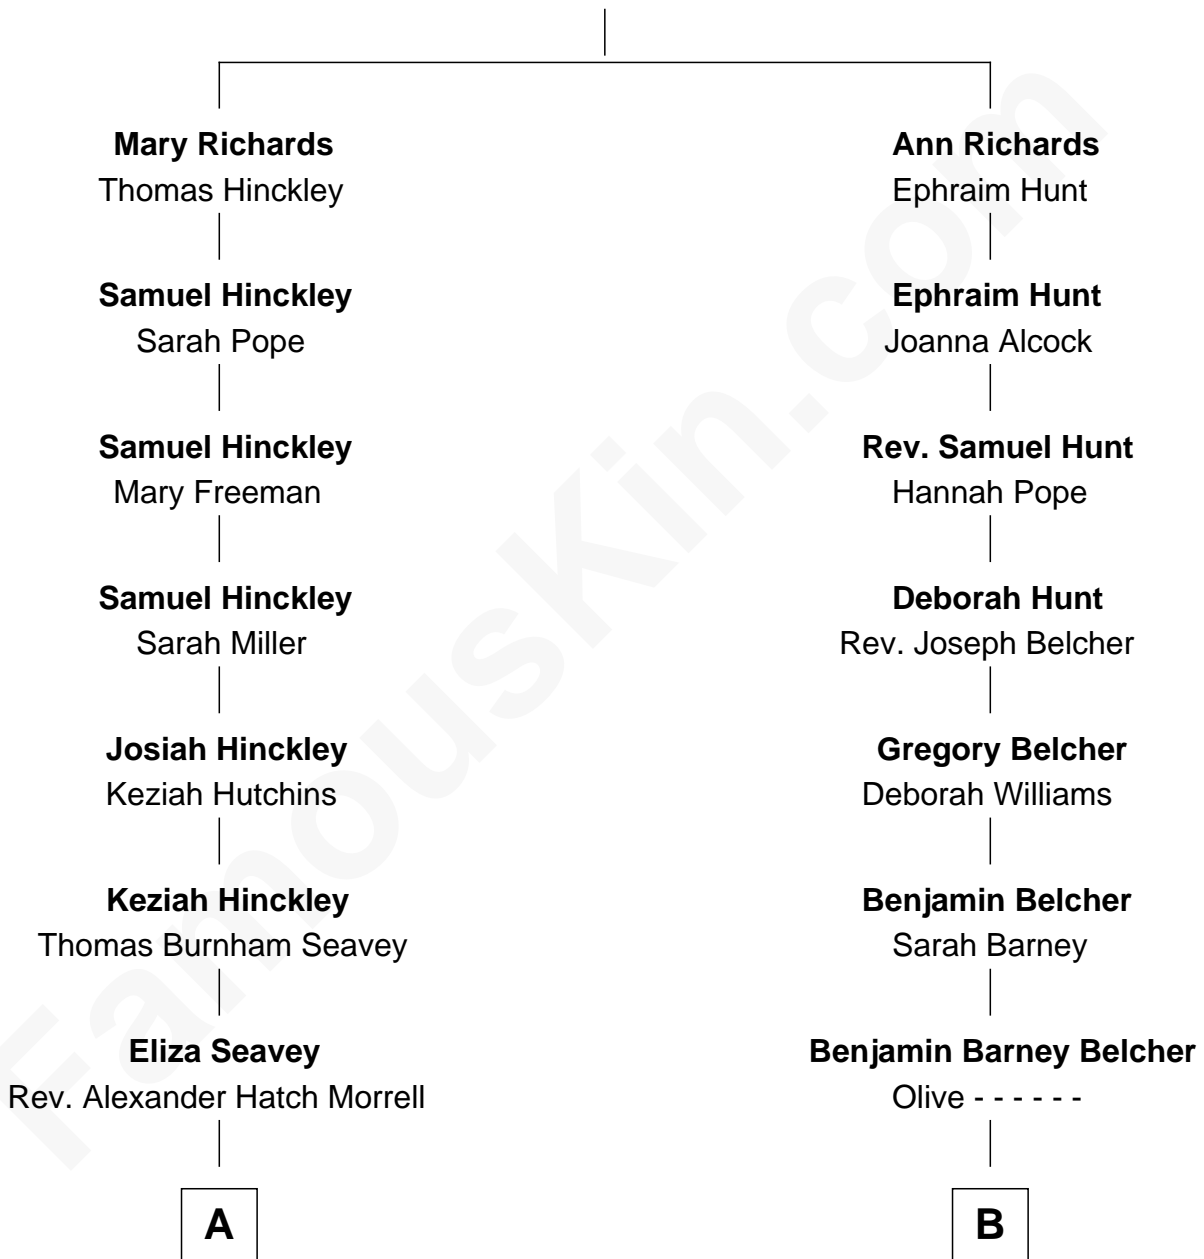 Mary Richards
Thomas Hinckley
Samuel Hinckley
Sarah Pope
Samuel Hinckley
Mary Freeman
Samuel Hinckley
Sarah Miller
Josiah Hinckley
Keziah Hutchins
Keziah Hinckley
Thomas Burnham Seavey
Eliza Seavey
Rev. Alexander Hatch Morrell
A
Ann Richards
Ephraim Hunt
Ephraim Hunt
Joanna Alcock
Rev. Samuel Hunt
Hannah Pope
Deborah Hunt
Rev. Joseph Belcher
Gregory Belcher
Deborah Williams
Benjamin Belcher
Sarah Barney
Benjamin Barney Belcher
Olive - - - - - -
B
FamousKin.com